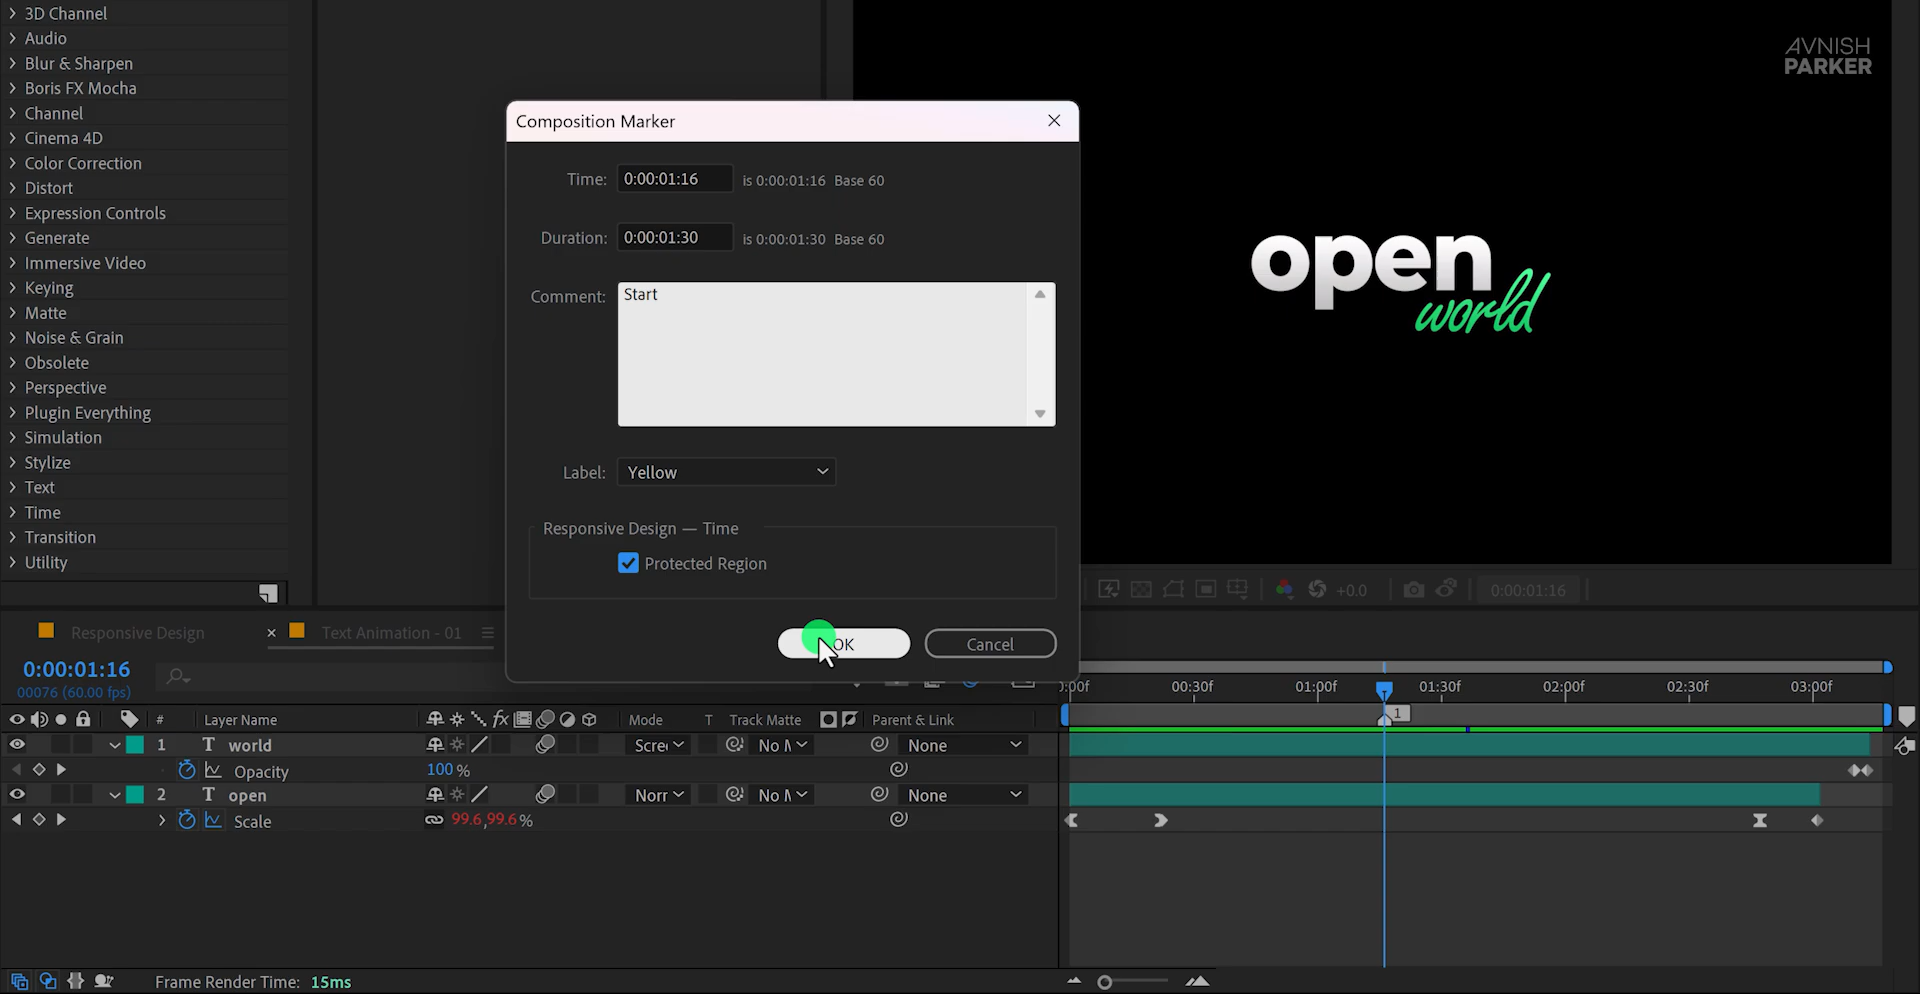 3D Channel
Audio
Blur & Sharpen
Boris FX Mocha
Channel
Cinema 4D
Color Correction
Distort
Expression Controls
Generate
Immersive Video
Keying
Matte
Noise & Grain
Obsolete
Perspective
Plugin Everything
Simulation
Stylize
Text
Time
Transition
Utility
Composition Marker
Time: 0:00:01:16 is 0:00:01:16 Base 60
Duration: 0:00:01:30 is 0:00:01:30 Base 60
Comment: Start
Label: Yellow
Responsive Design — Time
Protected Region
OK Cancel
AVNISH
PARKER
open
world
+0.0 0:00:01:16
Responsive Design × Text Animation - 01
0:00:01:16
00076 (60.00 fps)
:00f 00:30f 01:00f 01:30f 02:00f 02:30f 03:00f
1
# Layer Name fx Mode T Track Matte Parent & Link
1 T world Scre No M None
Opacity 100 %
2 T open Norr No M None
Scale 99.6,99.6 %
Frame Render Time: 15ms